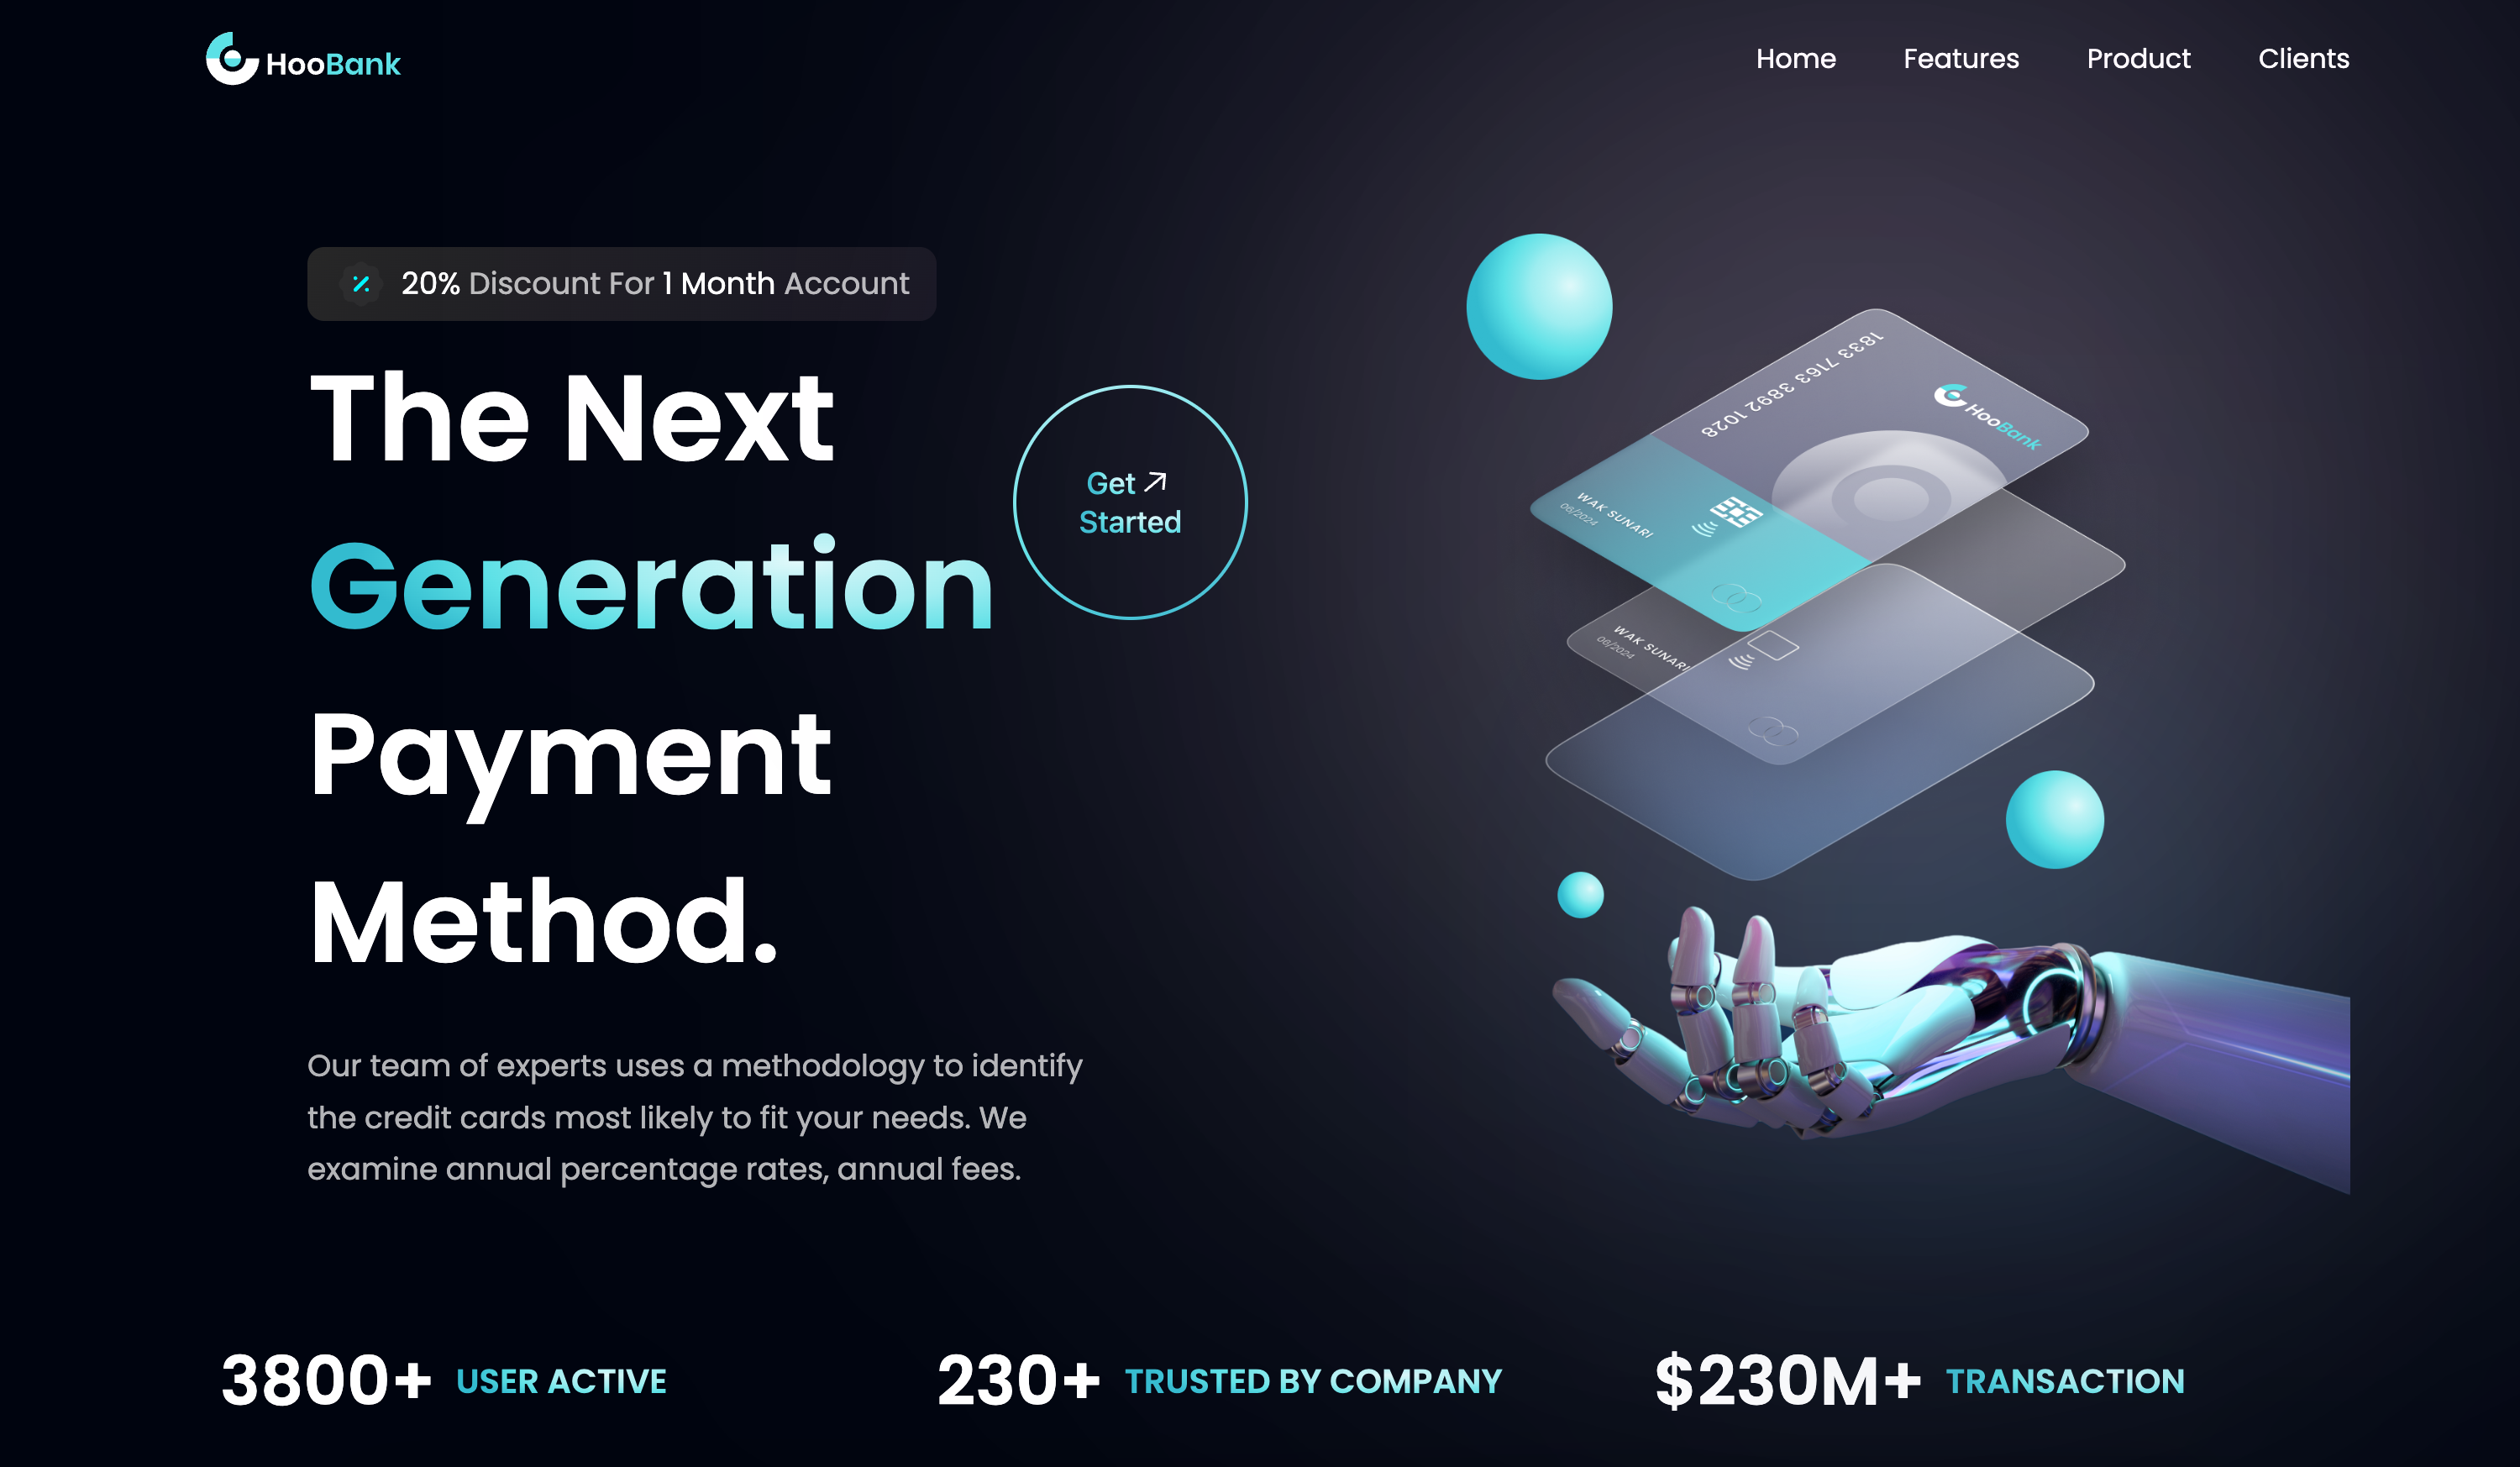 HooBank
Home Features Product Clients
20% Discount For 1 Month Account
The Next
Generation
Payment
Method.
Get
Started
Our team of experts uses a methodology to identify
the credit cards most likely to fit your needs. We
examine annual percentage rates, annual fees.
1833 7163 3892 1028
HooBank
WAK SUNARI
06/2024
WAK SUNARI
06/2024
3800+ USER ACTIVE
230+ TRUSTED BY COMPANY
$230M+ TRANSACTION